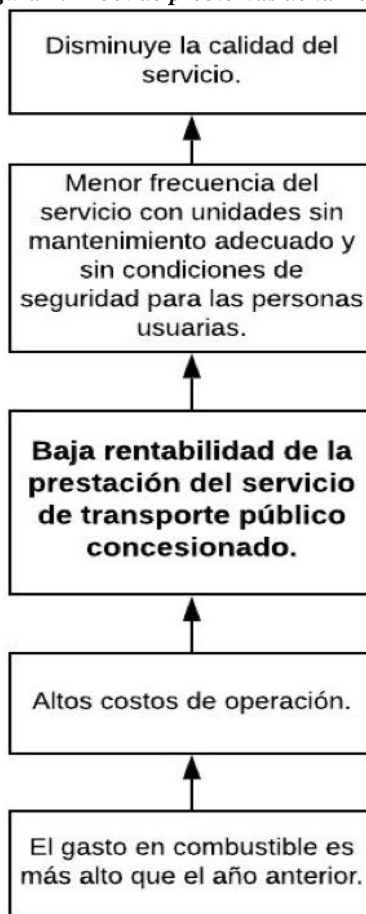 Disminuye la calidad del
servicio.
Menor frecuencia del
servicio con unidades sin
mantenimiento adecuado y
sin condiciones de
seguridad para las personas
usuarias.
Baja rentabilidad de la
prestación del servicio
de transporte público
concesionado.
Altos costos de operación.
El gasto en combustible es
más alto que el año anterior.